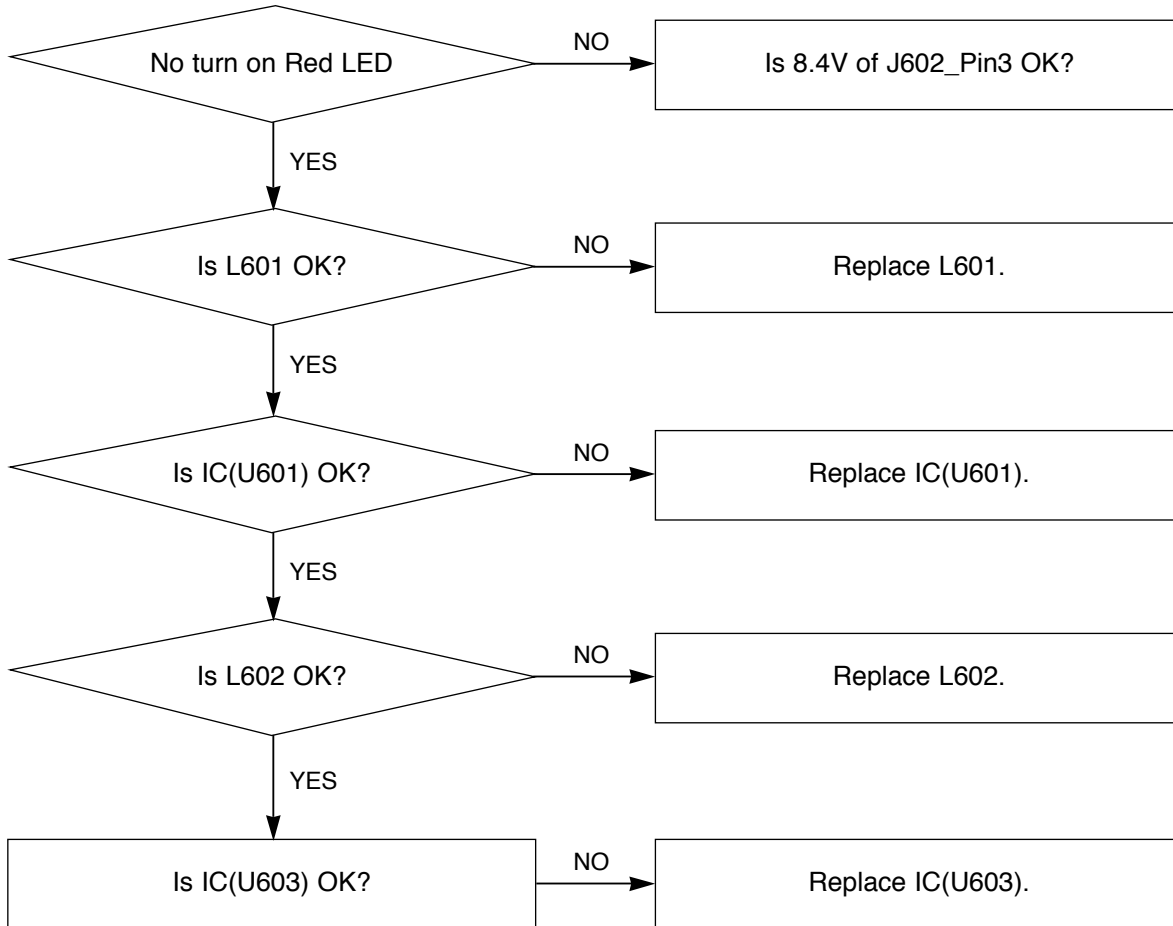 No turn on Red LED
NO
Is 8.4V of J602_Pin3 OK?
YES
Is L601 OK?
NO
Replace L601.
YES
Is IC(U601) OK?
NO
Replace IC(U601).
YES
Is L602 OK?
NO
Replace L602.
YES
Is IC(U603) OK?
NO
Replace IC(U603).